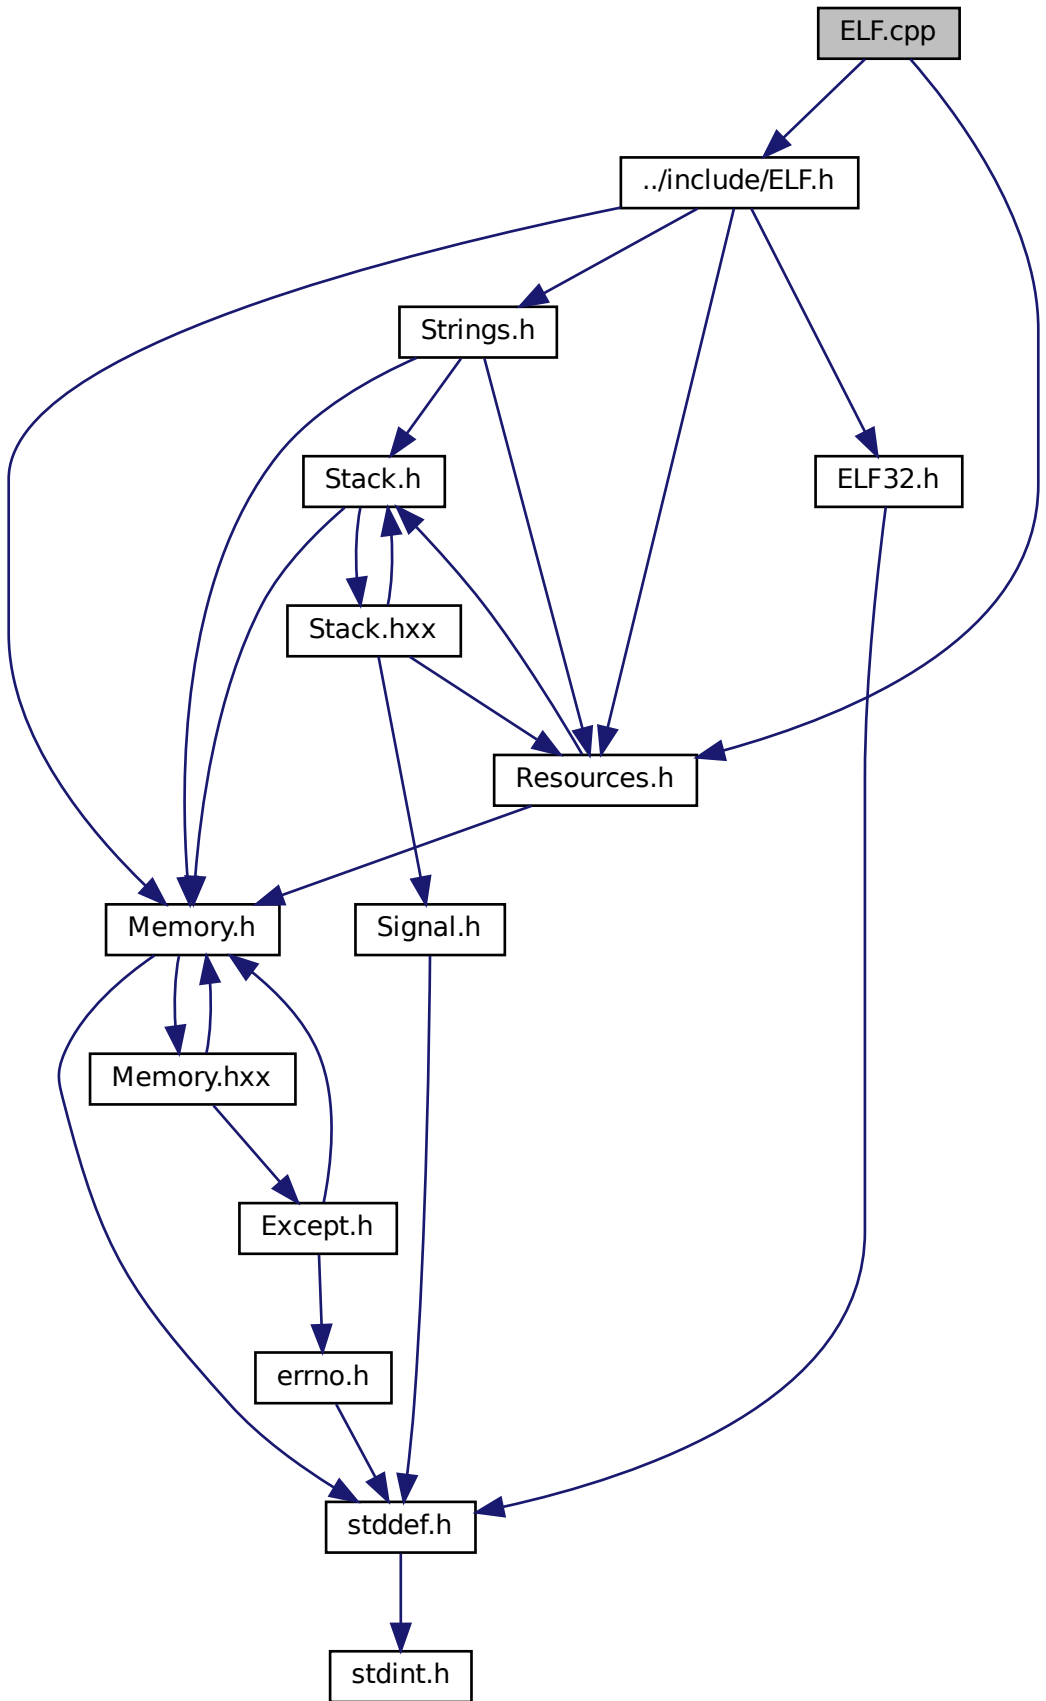 ELF.cpp
../include/ELF.h
Strings.h
Stack.h
ELF32.h
Stack.hxx
Resources.h
Memory.h
Signal.h
Memory.hxx
Except.h
errno.h
stddef.h
stdint.h